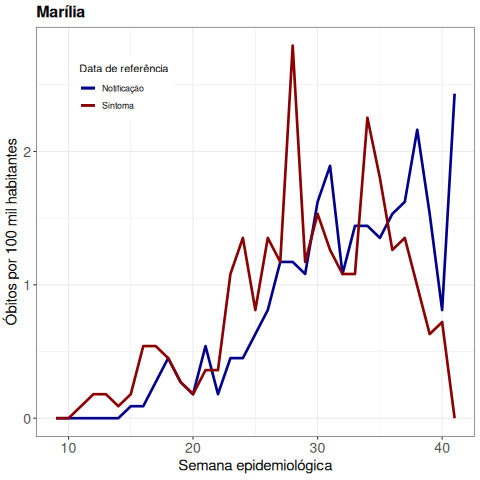 Marília
Data de referência
Notificação
Sintoma
Óbitos por 100 mil habitantes
2
1
0
10
20
30
40
Semana epidemiológica